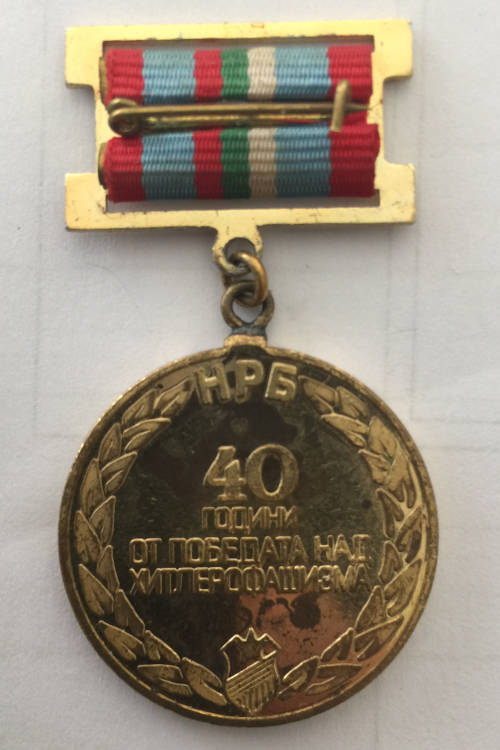 НРБ
40
ГОДИНИ
ОТ ПОБЕДАТА НАД
ХИТЛЕРОФАШИЗМА